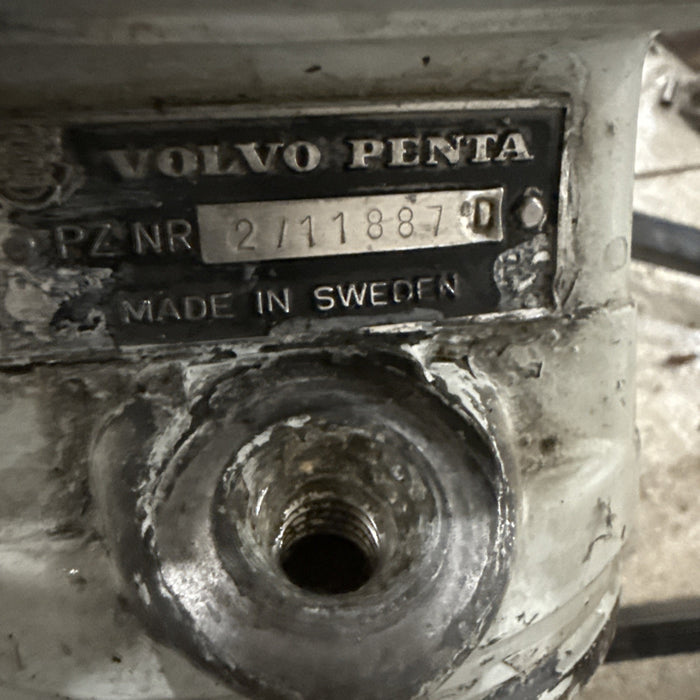 VOLVO PENTA
PZ NR 2/11887 D
MADE IN SWEDEN